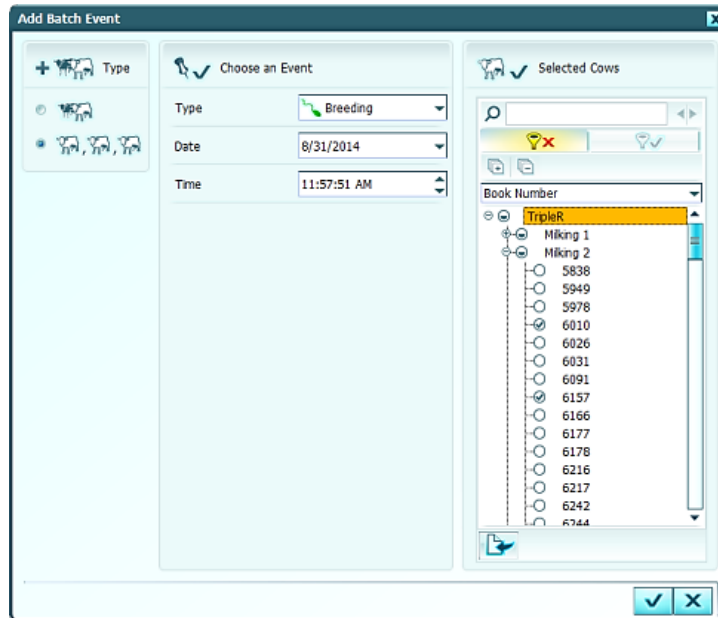 Add Batch Event
Type
Choose an Event
Type
Breeding
Date
8/31/2014
Time
11:57:51 AM
Selected Cows
Book Number
TripleR
Milking 1
Milking 2
5838
5949
5978
6010
6026
6031
6091
6157
6166
6177
6178
6216
6217
6242
6244